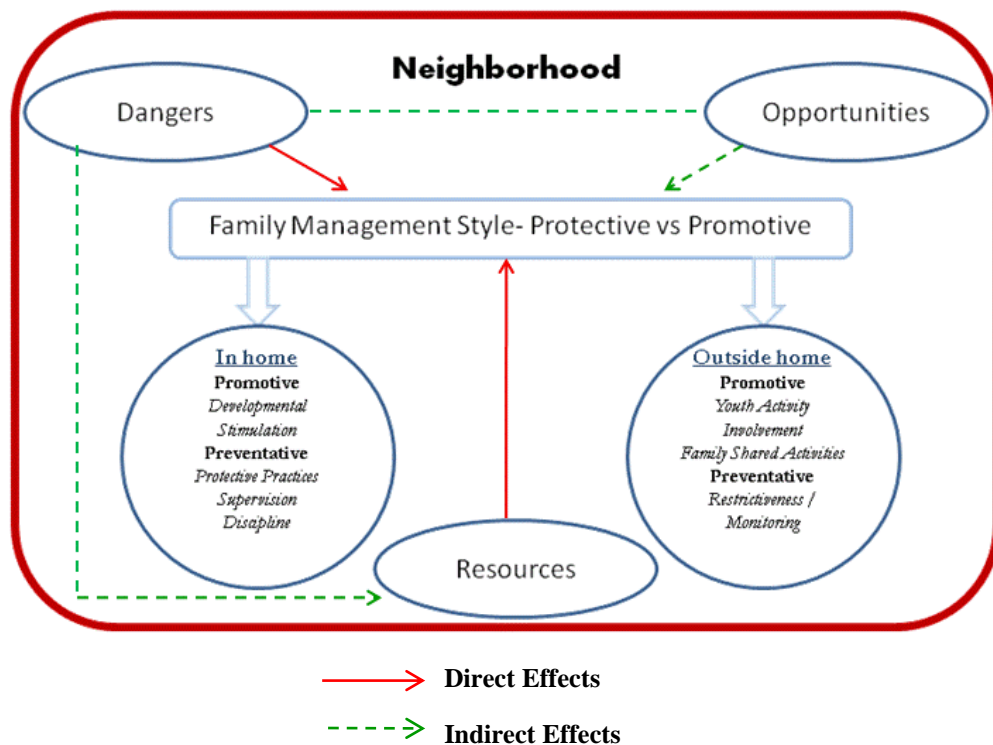 Neighborhood
Dangers
Opportunities
Family Management Style- Protective vs Promotive
In home
Promotive
Developmental
Stimulation
Preventative
Protective Practices
Supervision
Discipline
Outside home
Promotive
Youth Activity
Involvement
Family Shared Activities
Preventative
Restrictiveness /
Monitoring
Resources
Direct Effects
Indirect Effects